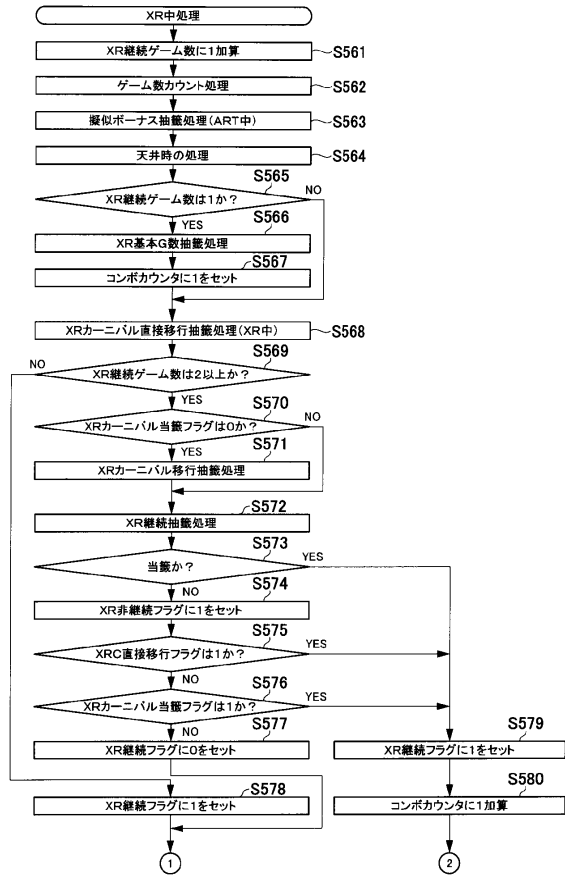 XR中処理
XR継続ゲーム数に1加算
S561
ゲーム数カウント処理
S562
擬似ボーナス抽籤処理(ART中)
S563
天井時の処理
S564
S565
XR継続ゲーム数は1か？
NO
YES
S566
XR基本G数抽籤処理
S567
コンボカウンタに1をセット
XRカーニバル直接移行抽籤処理(XR中)
S568
S569
NO
XR継続ゲーム数は2以上か？
YES
S570
XRカーニバル当籤フラグは0か？
NO
YES
S571
XRカーニバル移行抽籤処理
S572
XR継続抽籤処理
S573
当籤か？
YES
NO
S574
XR非継続フラグに1をセット
S575
XRC直接移行フラグは1か？
YES
NO
S576
XRカーニバル当籤フラグは1か？
YES
NO
S577
XR継続フラグに0をセット
S579
XR継続フラグに1をセット
S578
XR継続フラグに1をセット
S580
コンボカウンタに1加算
1
2